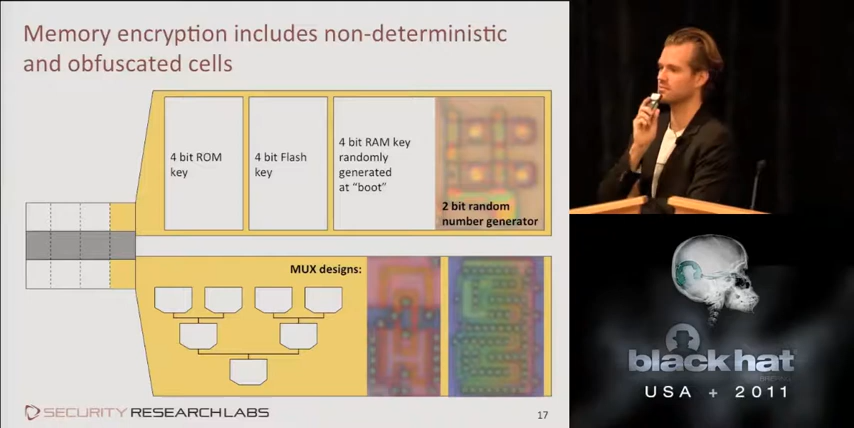 Memory encryption includes non-deterministic
and obfuscated cells
4 bit ROM
key
4 bit Flash
key
4 bit RAM key
randomly
generated
at “boot”
2 bit random
number generator
MUX designs:
SECURITY RESEARCH LABS
17
black hat
USA + 2011